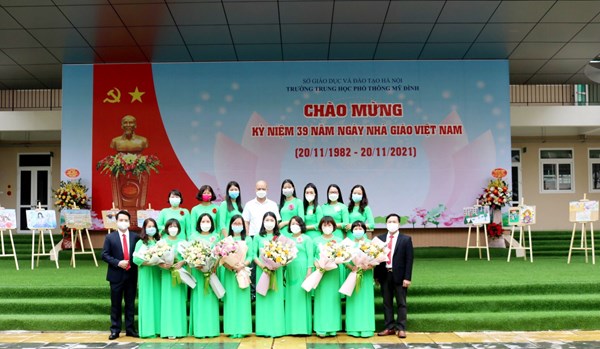 SỞ GIÁO DỤC VÀ ĐÀO TẠO HÀ NỘI
TRƯỜNG TRUNG HỌC PHỔ THÔNG MỸ ĐÌNH
CHÀO MỪNG
KỶ NIỆM 39 NĂM NGÀY NHÀ GIÁO VIỆT NAM
(20/11/1982 - 20/11/2021)